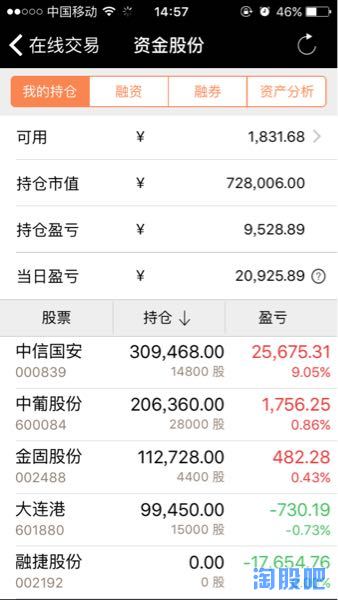 中国移动 14:57 46%
在线交易 资金股份
我的持仓 融资 融券 资产分析
可用 ¥ 1,831.68
持仓市值 ¥ 728,006.00
持仓盈亏 ¥ 9,528.89
当日盈亏 ¥ 20,925.89 ?
股票 持仓↓ 盈亏
中信国安 309,468.00 25,675.31
000839 14800 股 9.05%
中葡股份 206,360.00 1,756.25
600084 28000 股 0.86%
金固股份 112,728.00 482.28
002488 4400 股 0.43%
大连港 99,450.00 -730.19
601880 15000 股 -0.73%
融捷股份 0.00 -17,654.76
002192 0 股
淘股吧